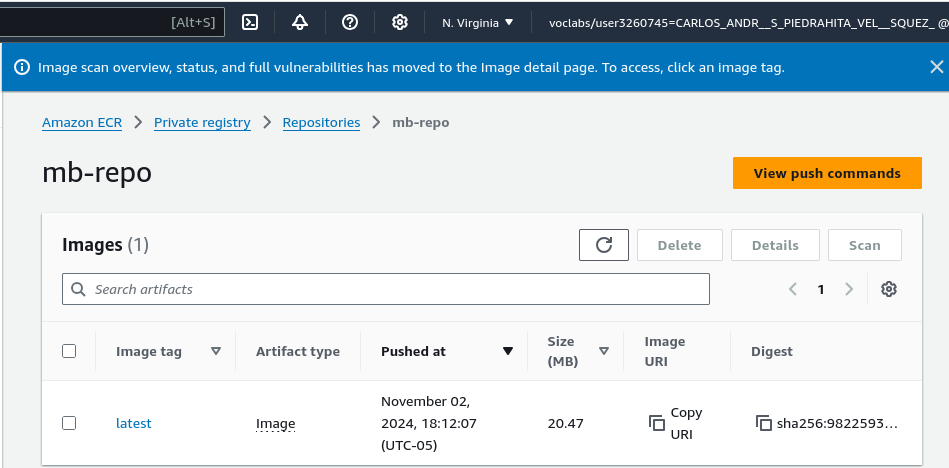 [Alt+S] N. Virginia voclabs/user3260745=CARLOS_ANDR__S_PIEDRAHITA_VEL__SQUEZ_ @
Image scan overview, status, and full vulnerabilities has moved to the Image detail page. To access, click an image tag.
Amazon ECR > Private registry > Repositories > mb-repo
mb-repo
View push commands
Images (1)
Delete
Details
Scan
Search artifacts
1
Image tag
Artifact type
Pushed at
Size
(MB)
Image
URI
Digest
latest
Image
November 02,
2024, 18:12:07
(UTC-05)
20.47
Copy
URI
sha256:9822593...